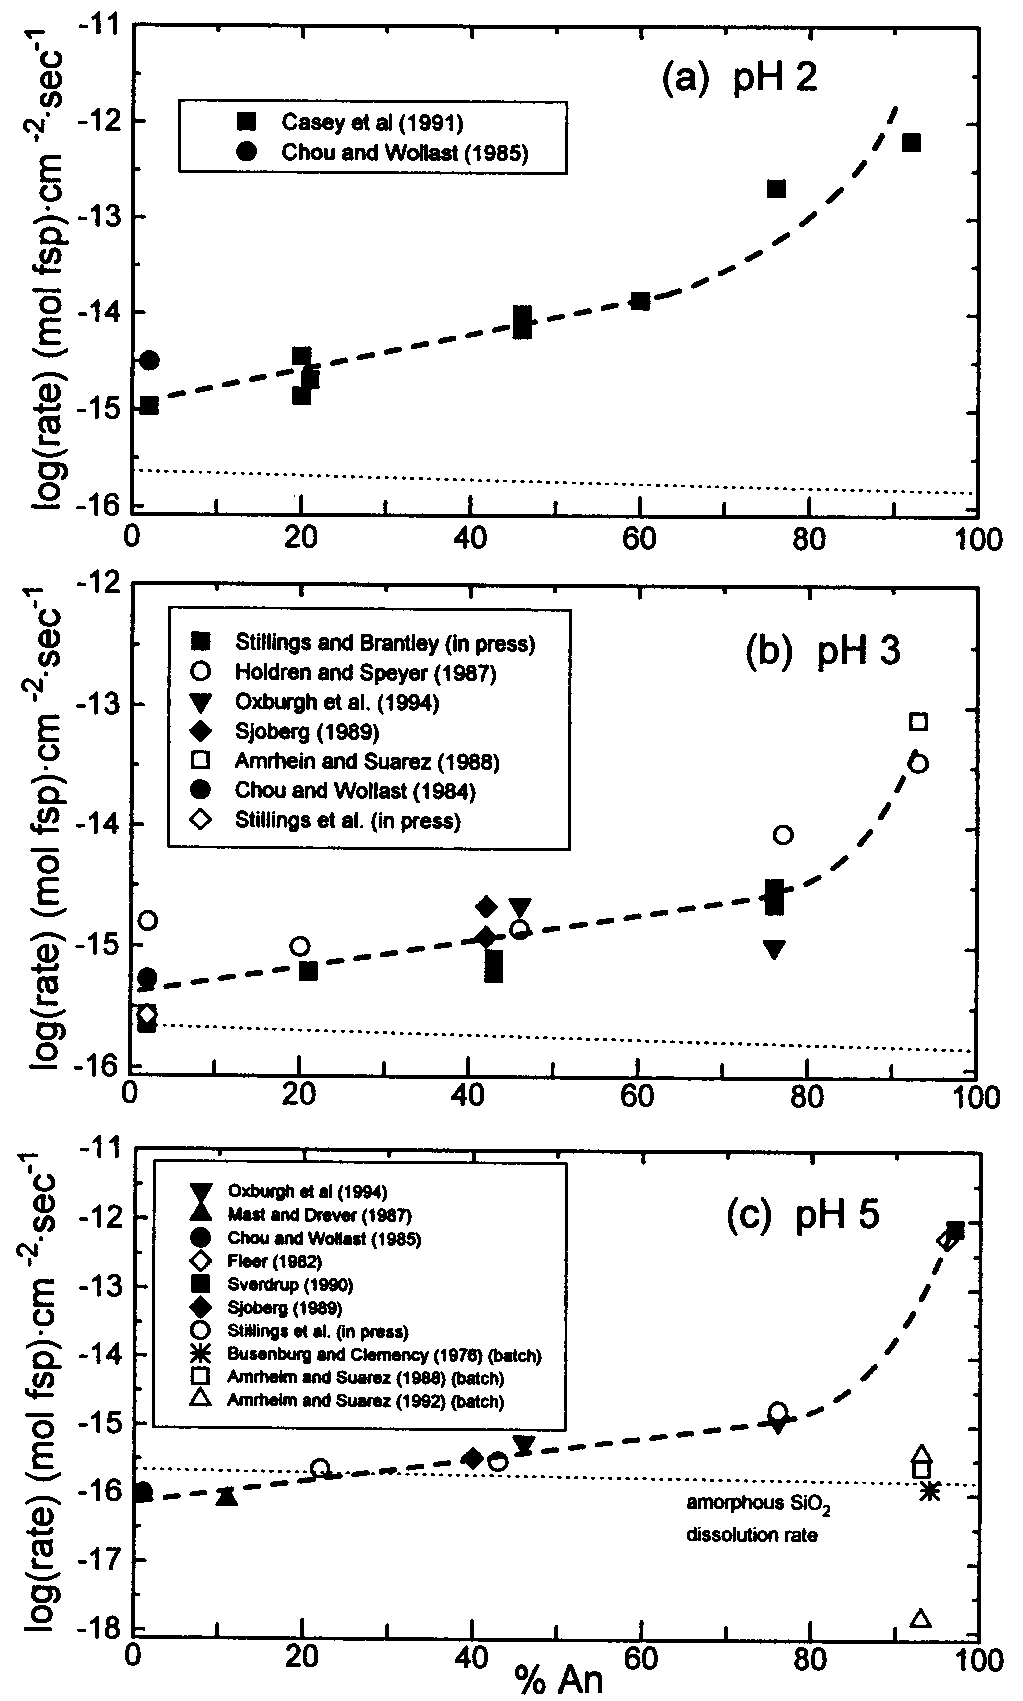 -11
-12
-13
-14
-15
-16
log(rate) (mol fsp)·cm⁻²·sec⁻¹
(a) pH 2
Casey et al (1991)
Chou and Wollast (1985)
0 20 40 60 80 100
-12
-13
-14
-15
-16
log(rate) (mol fsp)·cm⁻²·sec⁻¹
(b) pH 3
Stillings and Brantley (in press)
Holdren and Speyer (1987)
Oxburgh et al. (1994)
Sjoberg (1989)
Amrhein and Suarez (1988)
Chou and Wollast (1984)
Stillings et al. (in press)
0 20 40 60 80 100
-11
-12
-13
-14
-15
-16
-17
-18
log(rate) (mol fsp)·cm⁻²·sec⁻¹
(c) pH 5
Oxburgh et al (1994)
Mast and Drever (1987)
Chou and Wollast (1985)
Fleer (1982)
Sverdrup (1990)
Sjoberg (1989)
Stillings et al. (in press)
Busenburg and Clemency (1976) (batch)
Amrheim and Suarez (1988) (batch)
Amrheim and Suarez (1992) (batch)
amorphous SiO₂
dissolution rate
0 20 40 60 80 100
% An